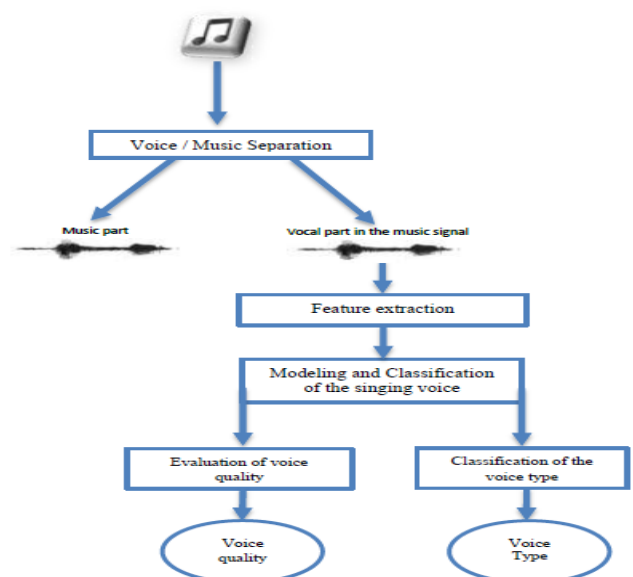 Voice / Music Separation
Music part
Vocal part in the music signal
Feature extraction
Modeling and Classification
of the singing voice
Evaluation of voice
quality
Classification of the
voice type
Voice
quality
Voice
Type